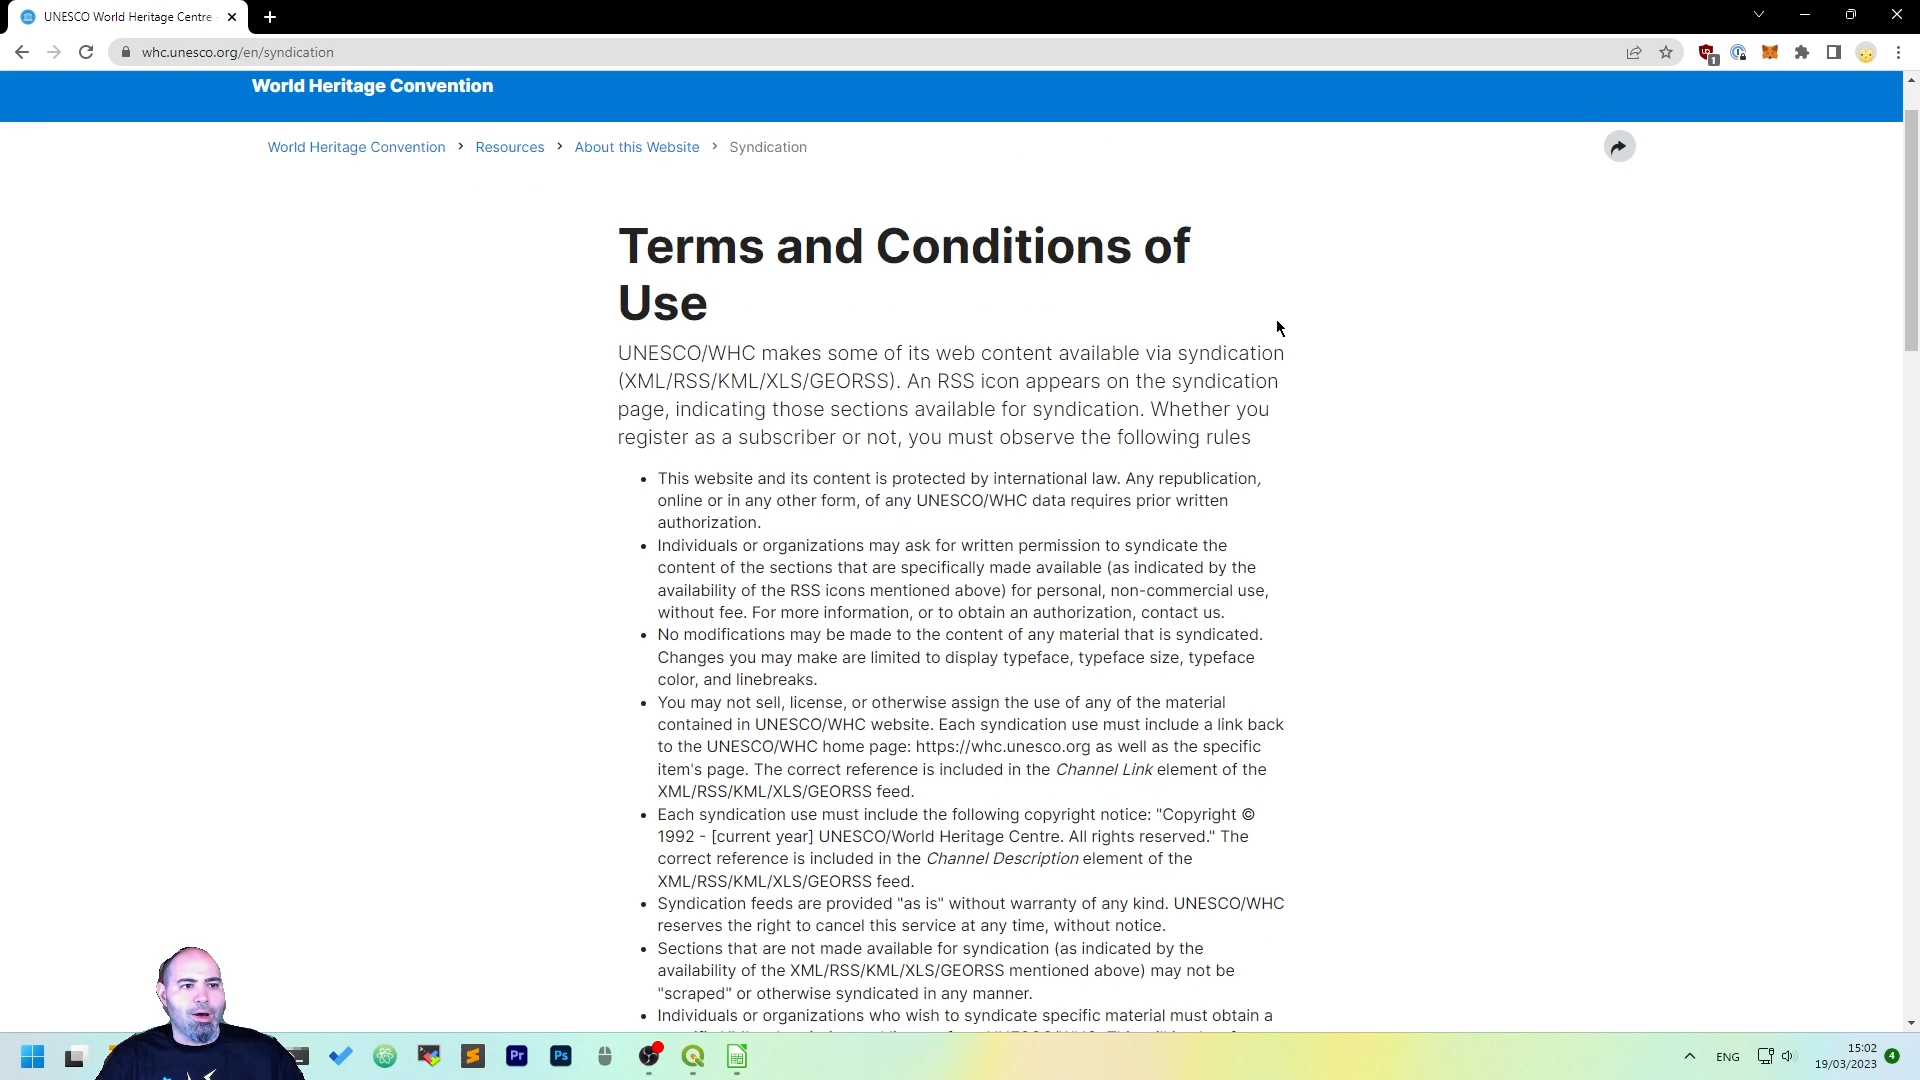 UNESCO World Heritage Centre
whc.unesco.org/en/syndication
1
World Heritage Convention
World Heritage Convention > Resources > About this Website > Syndication
Terms and Conditions of
Use
UNESCO/WHC makes some of its web content available via syndication
(XML/RSS/KML/XLS/GEORSS). An RSS icon appears on the syndication
page, indicating those sections available for syndication. Whether you
register as a subscriber or not, you must observe the following rules
• This website and its content is protected by international law. Any republication,
online or in any other form, of any UNESCO/WHC data requires prior written
authorization.
• Individuals or organizations may ask for written permission to syndicate the
content of the sections that are specifically made available (as indicated by the
availability of the RSS icons mentioned above) for personal, non-commercial use,
without fee. For more information, or to obtain an authorization, contact us.
• No modifications may be made to the content of any material that is syndicated.
Changes you may make are limited to display typeface, typeface size, typeface
color, and linebreaks.
• You may not sell, license, or otherwise assign the use of any of the material
contained in UNESCO/WHC website. Each syndication use must include a link back
to the UNESCO/WHC home page: https://whc.unesco.org as well as the specific
item's page. The correct reference is included in the Channel Link element of the
XML/RSS/KML/XLS/GEORSS feed.
• Each syndication use must include the following copyright notice: "Copyright ©
1992 - [current year] UNESCO/World Heritage Centre. All rights reserved." The
correct reference is included in the Channel Description element of the
XML/RSS/KML/XLS/GEORSS feed.
• Syndication feeds are provided "as is" without warranty of any kind. UNESCO/WHC
reserves the right to cancel this service at any time, without notice.
• Sections that are not made available for syndication (as indicated by the
availability of the XML/RSS/KML/XLS/GEORSS mentioned above) may not be
"scraped" or otherwise syndicated in any manner.
• Individuals or organizations who wish to syndicate specific material must obtain a
Pr
Ps
ENG
15:02
19/03/2023
4